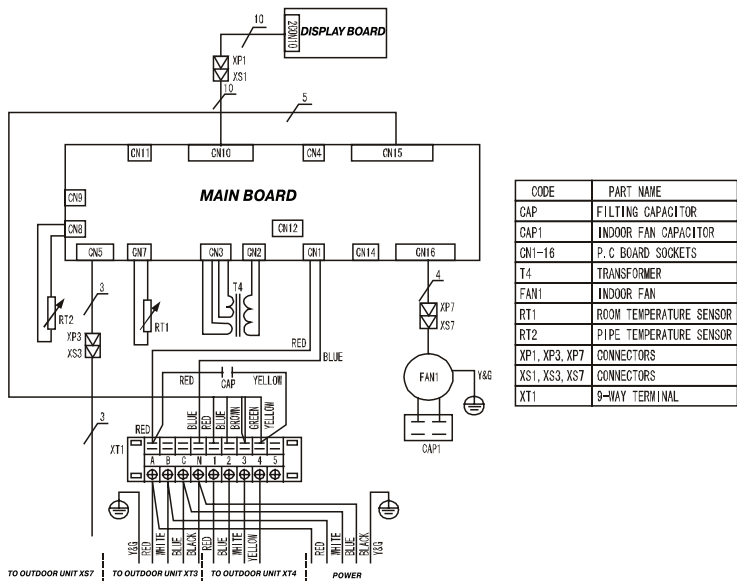 10
200N10
DISPLAY BOARD
XP1
XS1
10
5
CN11
CN10
CN4
CN15
MAIN BOARD
CN9
CN8
CN12
CN5
CN7
CN3
CN2
CN1
CN14
CN16
T4
3
4
RT2
RT1
XP3
XS3
XP7
XS7
RED
BLUE
RED
CAP
YELLOW
FAN1
Y&G
CAP1
3
RED
BLUE
RED
BLUE
BROWN
GREEN
YELLOW
XT1
A B C N 1 2 3 4 5
Y&G
RED
WHITE
BLUE
BLACK
RED
BLUE
WHITE
YELLOW
RED
WHITE
BLUE
BLACK
Y&G
TO OUTDOOR UNIT XS7
TO OUTDOOR UNIT XT3
TO OUTDOOR UNIT XT4
POWER
CODE PART NAME
CAP FILTING CAPACITOR
CAP1 INDOOR FAN CAPACITOR
CN1-16 P.C BOARD SOCKETS
T4 TRANSFORMER
FAN1 INDOOR FAN
RT1 ROOM TEMPERATURE SENSOR
RT2 PIPE TEMPERATURE SENSOR
XP1, XP3, XP7 CONNECTORS
XS1, XS3, XS7 CONNECTORS
XT1 9-WAY TERMINAL